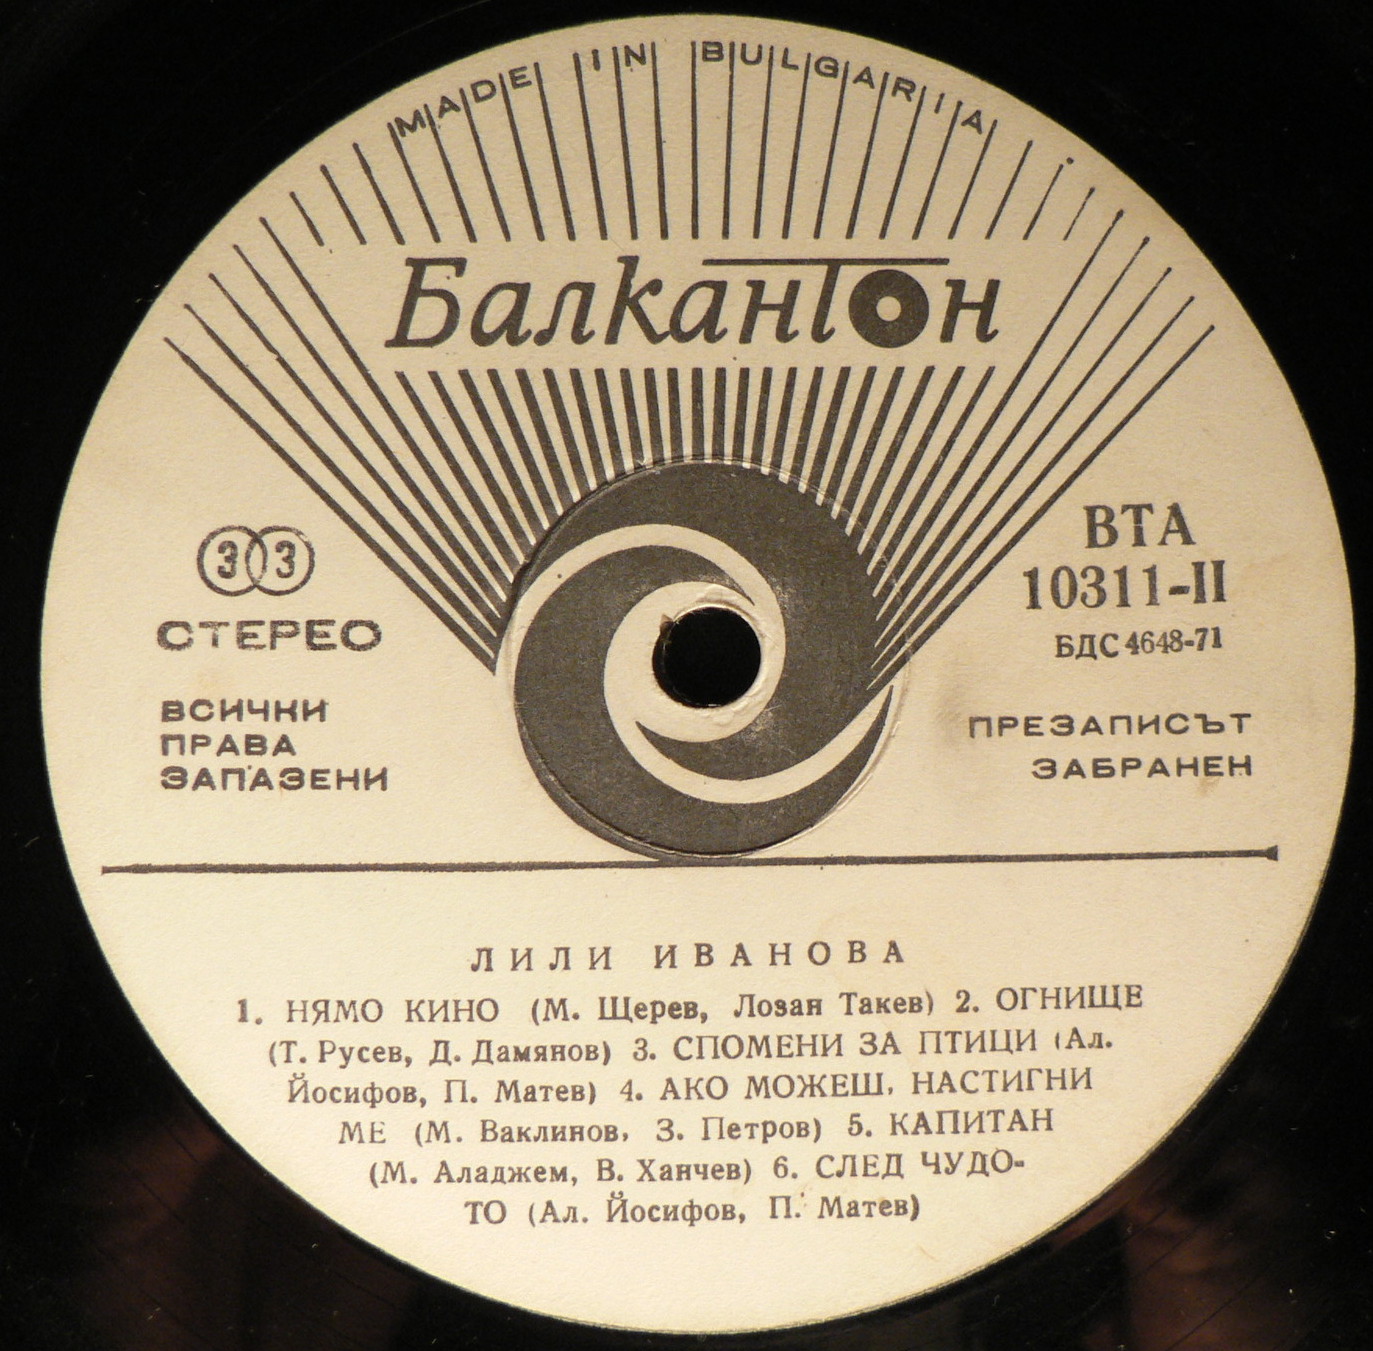 MADE IN BULGARIA
Балкантон
33
СТЕРЕО
ВСИЧКИ
ПРАВА
ЗАПАЗЕНИ
ВТА
10311-II
БДС 4648-71
ПРЕЗАПИСЪТ
ЗАБРАНЕН
ЛИЛИ ИВАНОВА
1. НЯМО КИНО (М. Щерев, Лозан Такев) 2. ОГНИЩЕ
(Т. Русев, Д. Дамянов) 3. СПОМЕНИ ЗА ПТИЦИ (Ал.
Йосифов, П. Матев) 4. АКО МОЖЕШ, НАСТИГНИ
МЕ (М. Ваклинов, З. Петров) 5. КАПИТАН
(М. Аладжем, В. Ханчев) 6. СЛЕД ЧУДО-
ТО (Ал. Йосифов, П. Матев)